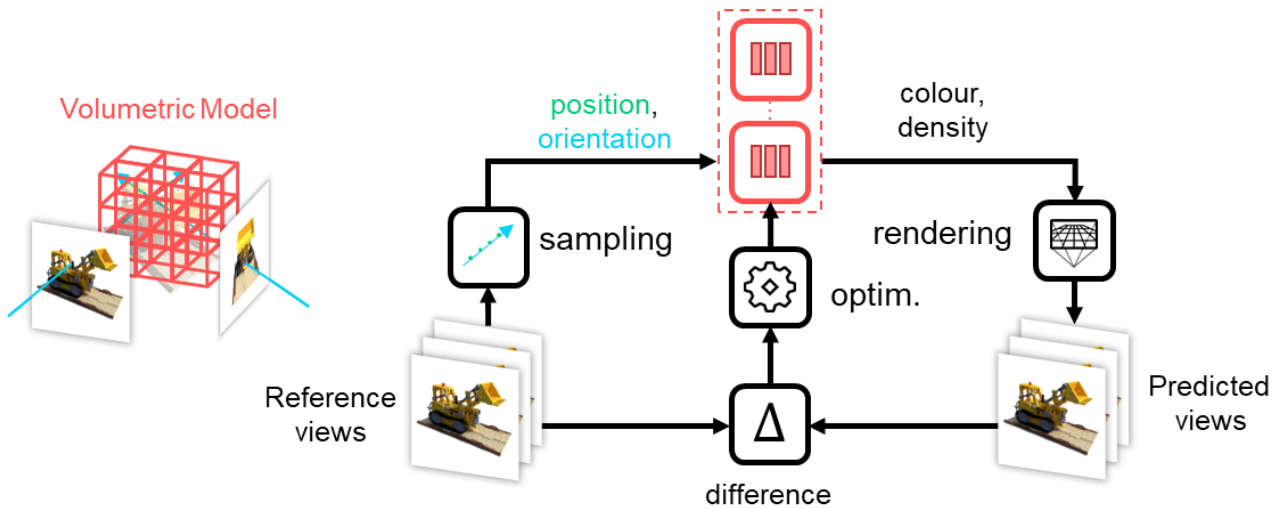 Volumetric Model
position,
orientation
colour,
density
sampling
rendering
optim.
Reference
views
Predicted
views
Δ
difference